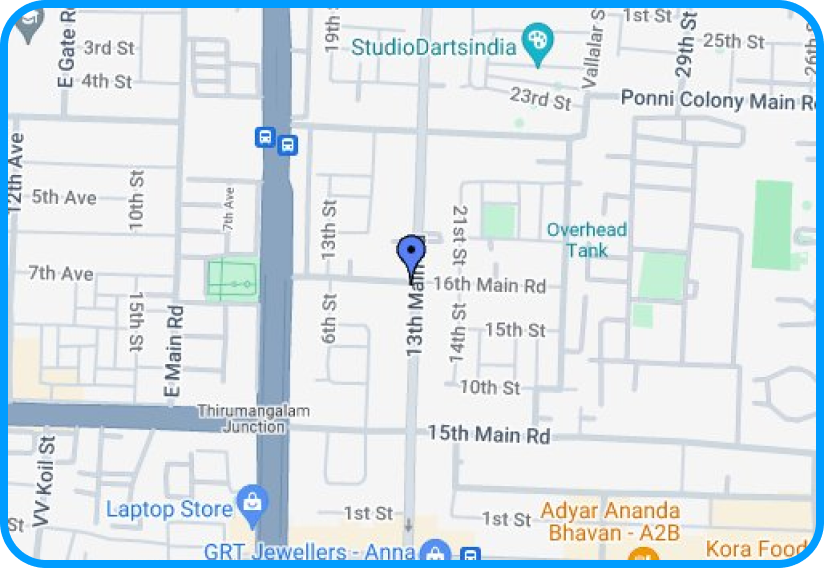 1st St
19th St
E Gate Rd
3rd St
StudioDartsindia
Vallalar S
29th St
25th St
26th
4th St
23rd St
Ponni Colony Main Ro
12th Ave
5th Ave
10th St
7th Ave
13th St
21st St
Overhead
Tank
7th Ave
16th Main Rd
15th St
6th St
13th Main
14th St
15th St
E Main Rd
10th St
Thirumangalam
Junction
15th Main Rd
VV Koil St
Laptop Store
1st St
1st St
Adyar Ananda
Bhavan - A2B
St
GRT Jewellers - Anna
Kora Food